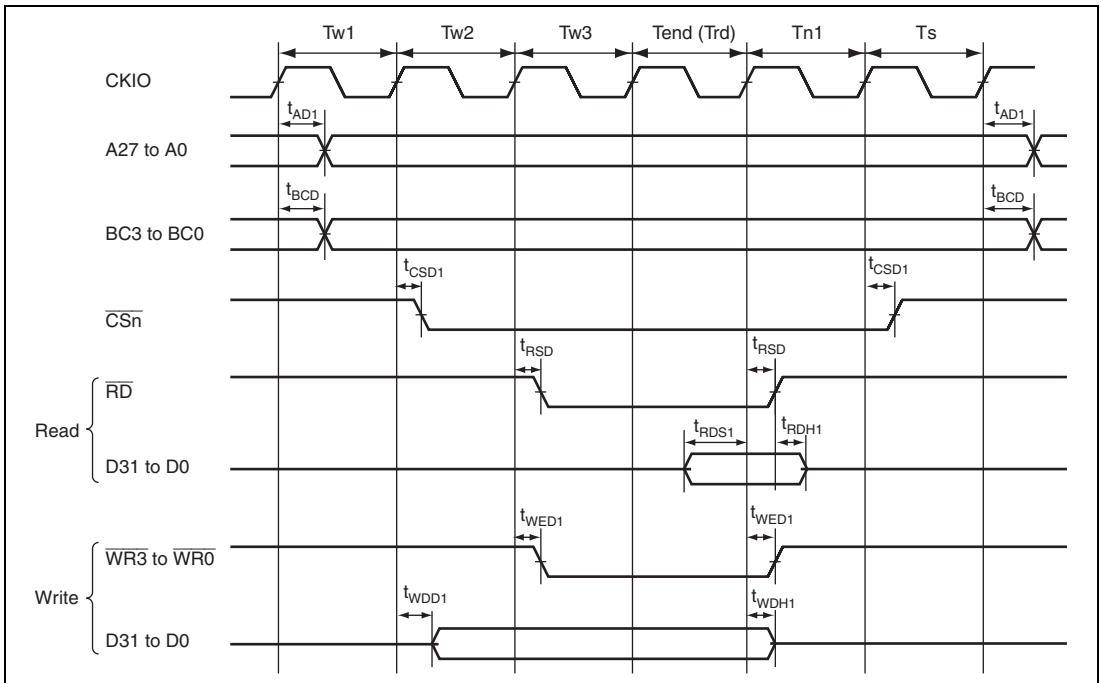 Tw1 Tw2 Tw3 Tend (Trd) Tn1 Ts
CKIO
tAD1 tAD1
A27 to A0
tBCD tBCD
BC3 to BC0
tCSD1 tCSD1
CSn
tRSD tRSD
RD
Read
tRDS1 tRDH1
D31 to D0
tWED1 tWED1
WR3 to WR0
Write
tWDD1 tWDH1
D31 to D0